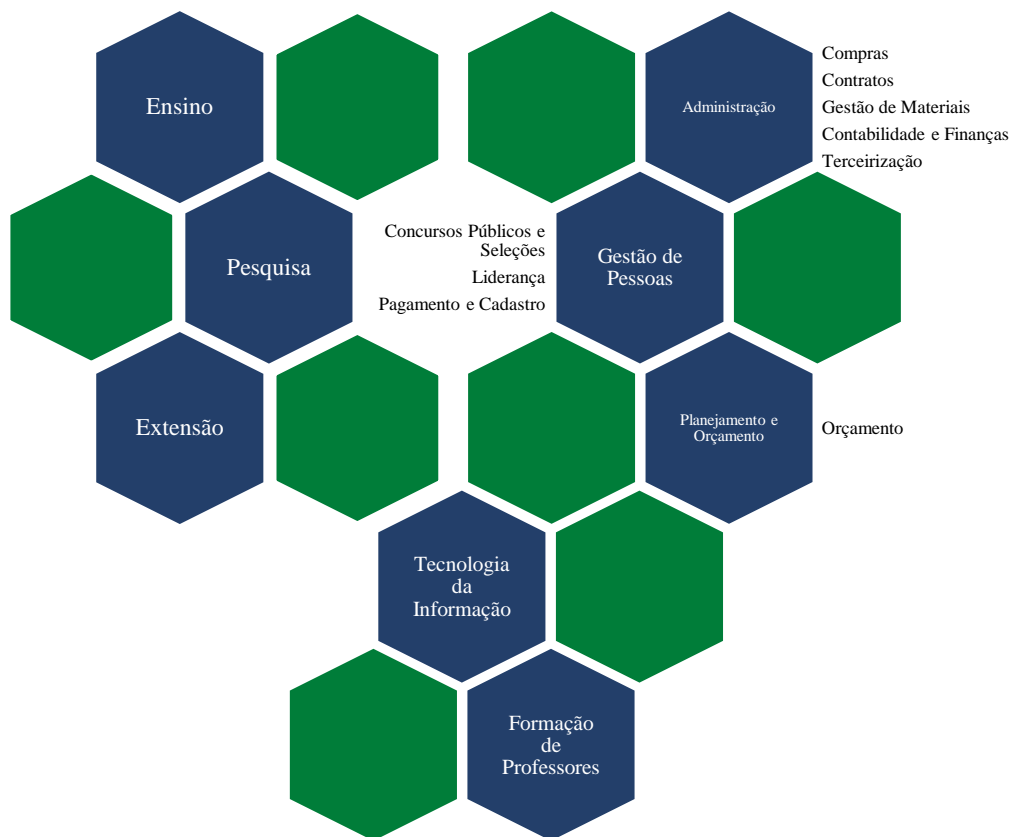 Ensino
Administração
Compras
Contratos
Gestão de Materiais
Contabilidade e Finanças
Terceirização
Pesquisa
Concursos Públicos e
Seleções
Liderança
Pagamento e Cadastro
Gestão de
Pessoas
Extensão
Planejamento e
Orçamento
Orçamento
Tecnologia
da
Informação
Formação
de
Professores